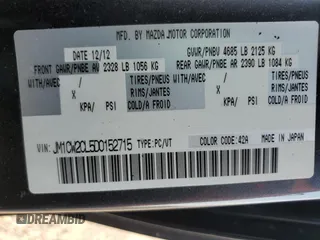 MFD. BY MAZDA MOTOR CORPORATION
DATE 12/12 GVWR/PNBV 4685 LB 2125 KG
FRONT GAWR/PNBE AV 2328 LB 1056 KG REAR GAWR/PNBE AR 2390 LB 1084 KG
WITH/AVEC TIRES/PNEUS WITH/AVEC TIRES/PNEUS
/ X RIMS/JANTES / X RIMS/JANTES
KPA/ PSI COLD/A FROID KPA/ PSI COLD/A FROID
VIN: JM1CW2CL5D0152715 TYPE:PC/VT
COLOR CODE:42A MADE IN JAPAN
DREAMBID